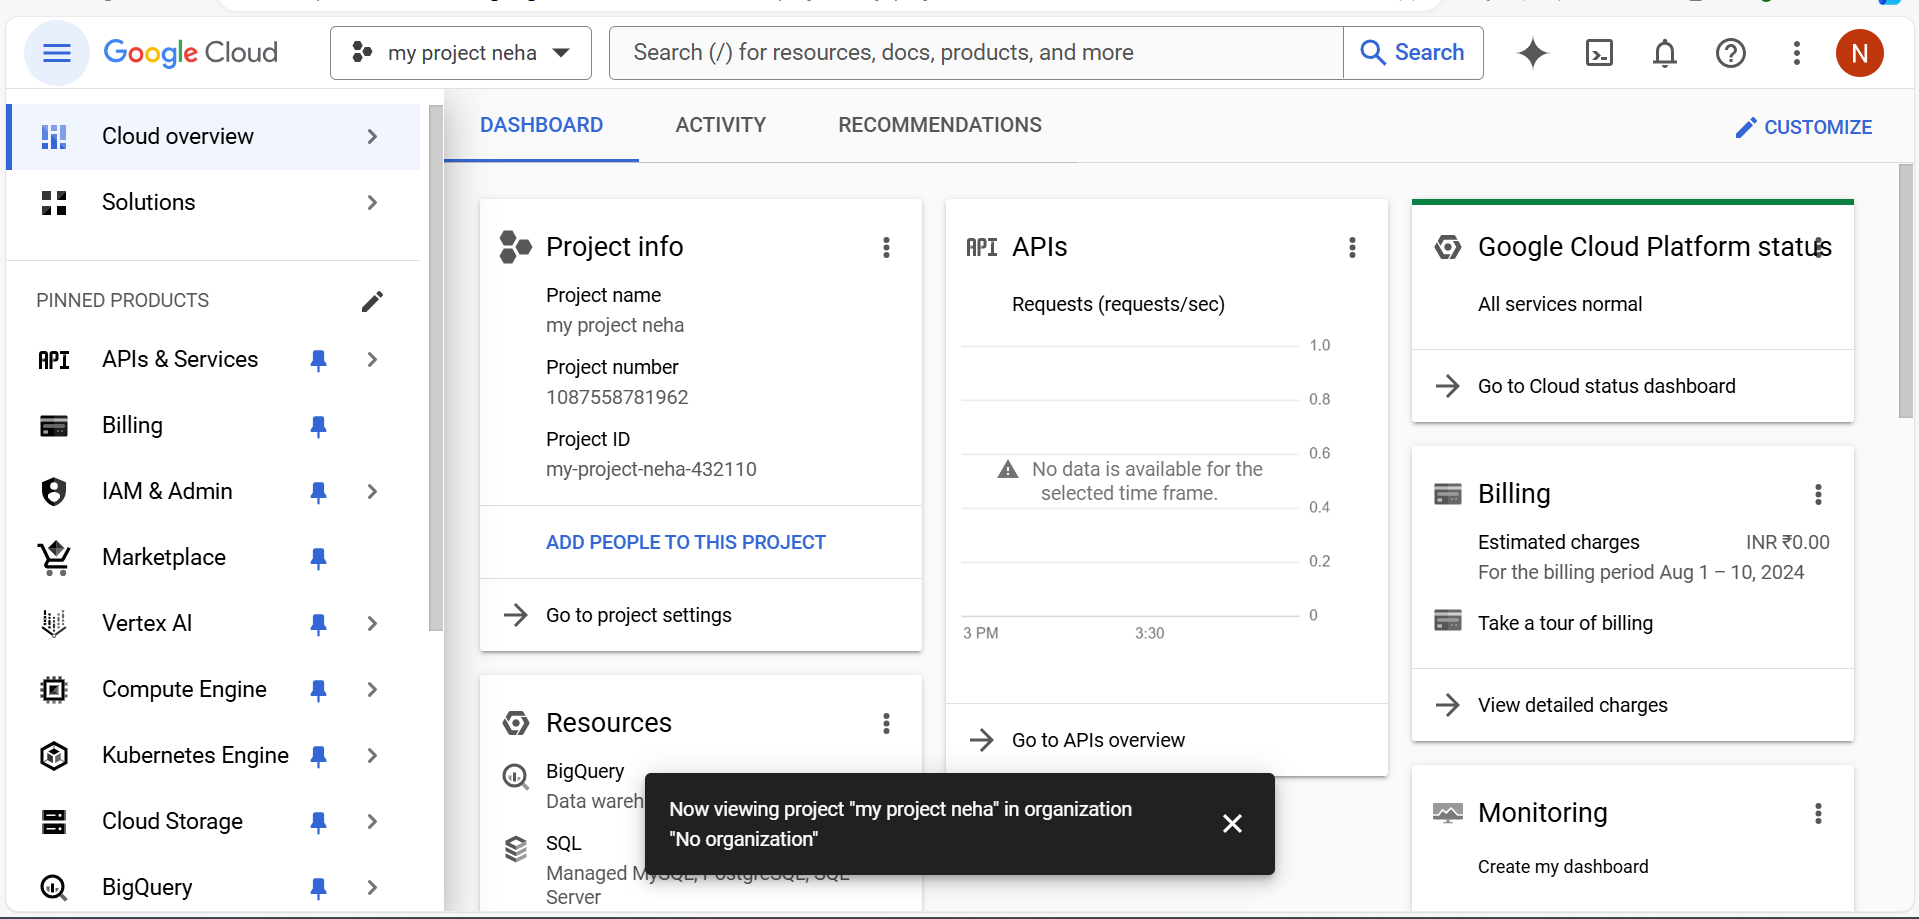 Google Cloud
my project neha
Search (/) for resources, docs, products, and more
Search
N
Cloud overview
Solutions
PINNED PRODUCTS
API APIs & Services
Billing
IAM & Admin
Marketplace
Vertex AI
Compute Engine
Kubernetes Engine
Cloud Storage
BigQuery
DASHBOARD
ACTIVITY
RECOMMENDATIONS
CUSTOMIZE
Project info
Project name
my project neha
Project number
1087558781962
Project ID
my-project-neha-432110
ADD PEOPLE TO THIS PROJECT
Go to project settings
Resources
BigQuery
Data wareh
SQL
Managed MySQL, PostgreSQL, SQL
Server
API APIs
Requests (requests/sec)
1.0
0.8
0.6
No data is available for the
selected time frame.
0.4
0.2
0
3 PM
3:30
Go to APIs overview
Google Cloud Platform status
All services normal
Go to Cloud status dashboard
Billing
Estimated charges
INR ₹0.00
For the billing period Aug 1 – 10, 2024
Take a tour of billing
View detailed charges
Monitoring
Create my dashboard
Now viewing project "my project neha" in organization
"No organization"